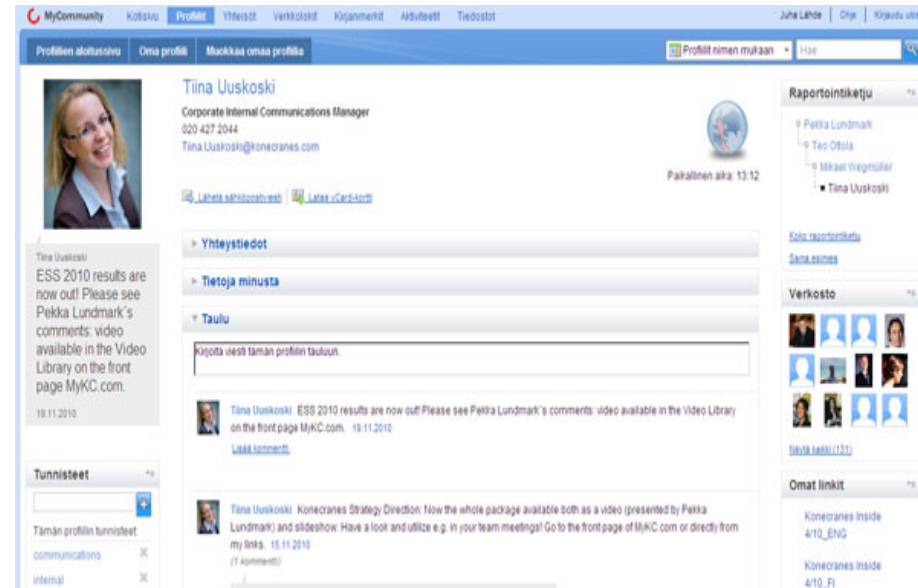 MyCommunity Kotisivu Profiilit Yhteisöt Verkkolokit Kirjanmerkit Aktiviteetit Tiedostot
Juha Lahde Ohje Kirjaudu ulos
Profiilien aloitussivu Oma profiili Muokkaa omaa profiilia
Profiilit nimen mukaan Hae
Tiina Uuskoski
Corporate Internal Communications Manager
020 427 2044
Tiina.Uuskoski@konecranes.com
Paikallinen aika: 13:12
Lähetä sähköpostiviesti Lataa vCard-kortti
Yhteystiedot
Tietoja minusta
Taulu
Kirjoita viesti tämän profiilin tauluun.
Tiina Uuskoski ESS 2010 results are now out! Please see Pekka Lundmark´s comments: video available in the Video Library
on the front page MyKC.com. 19.11.2010
Lisää kommentti
Tiina Uuskoski Konecranes Strategy Direction: Now the whole package available both as a video (presented by Pekka
Lundmark) and slideshow. Have a look and utilize e.g. in your team meetings! Go to the front page of MyKC.com or directly from
my links. 15.11.2010
(1 kommentti)
Tiina Uuskoski
ESS 2010 results are
now out! Please see
Pekka Lundmark´s
comments: video
available in the Video
Library on the front
page MyKC.com.
19.11.2010
Tunnisteet
Tämän profiilin tunnisteet:
communications
internal
Raportointiketju
Pekka Lundmark
Teo Ottola
Mikael Wegmüller
Tiina Uuskoski
Koko raportointiketju
Sama esimies
Verkosto
Näytä kaikki (131)
Omat linkit
Konecranes Inside
4/10_ENG
Konecranes Inside
4/10_FI